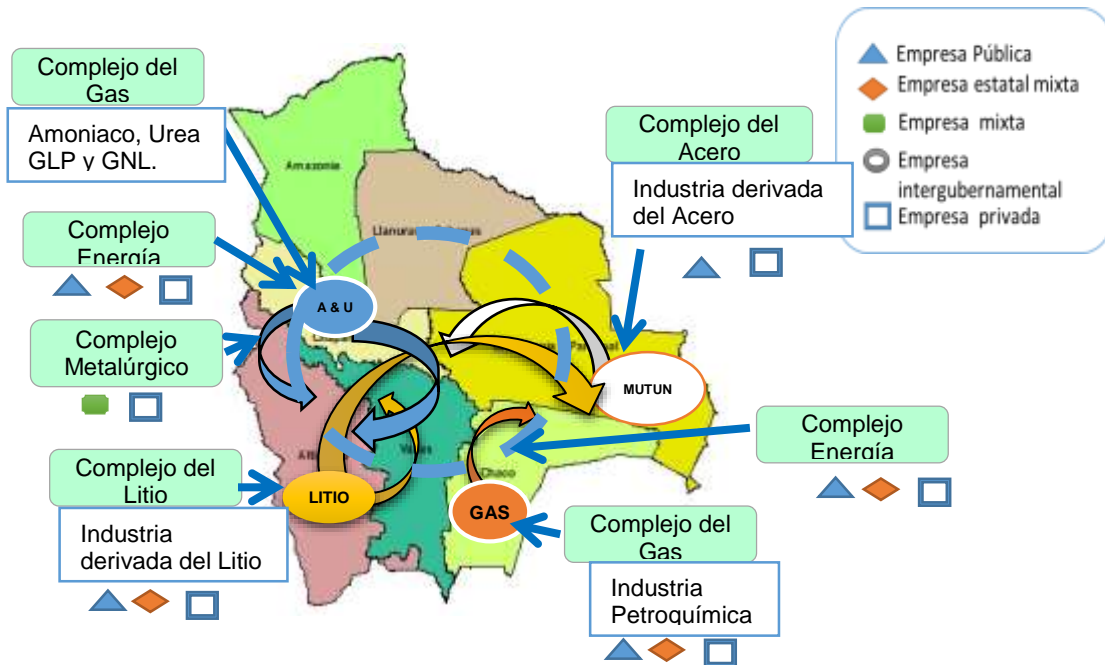 Complejo del
Gas
Amoniaco, Urea
GLP y GNL.
Complejo
Energía
Complejo
Metalúrgico
Complejo del
Litio
Industria
derivada del Litio
Complejo del
Acero
Industria derivada
del Acero
Empresa Pública
Empresa estatal mixta
Empresa mixta
Empresa
intergubernamental
Empresa privada
Amazonia
A & U
MUTUN
LITIO
GAS
Chaco
Complejo
Energía
Complejo del
Gas
Industria
Petroquímica